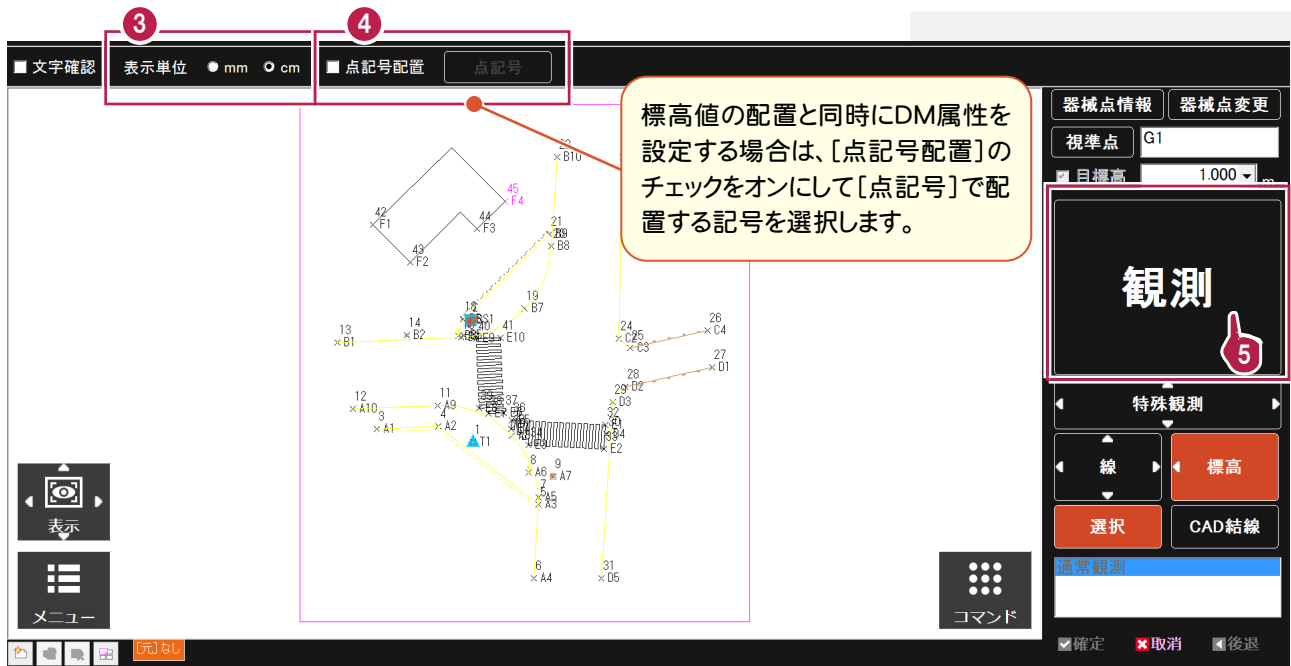 3
4
文字確認 表示単位 mm cm 点記号配置 点記号
標高値の配置と同時にDM属性を
設定する場合は、[点記号配置]の
チェックをオンにして[点記号]で配
置する記号を選択します。
器械点情報 器械点変更
視準点 G1
目標高 1.000 m
観測
5
特殊観測
線 標高
選択 CAD結線
通常観測
確定 取消 後退
表示
メニュー
コマンド
[元]なし
B10
45
F4
42
F1
44
F3
43
F2
21
B8
19
B7
13
B1
14
B2
41
E10
24
C2
25
C3
26
C4
27
D1
28
D2
29
D3
12
A10
11
A9
3
A1
4
A2
1
T1
37
36
D4
E2
8
A6
9
A7
7
5
A5
A3
6
A4
31
D5